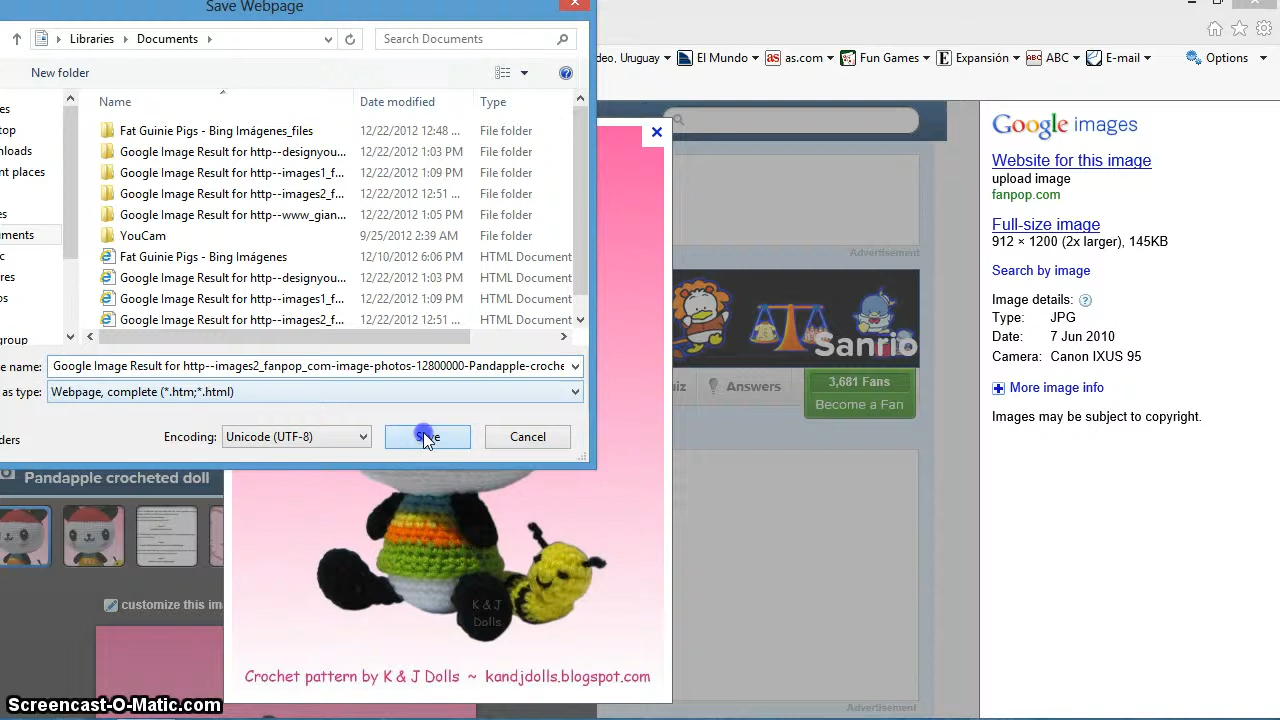 Save Webpage
Libraries Documents
Search Documents
New folder
Name Date modified Type
Fat Guinie Pigs - Bing Imágenes_files 12/22/2012 12:48 ... File folder
Google Image Result for http--designyou... 12/22/2012 1:03 PM File folder
Google Image Result for http--images1_f... 12/22/2012 1:09 PM File folder
Google Image Result for http--images2_f... 12/22/2012 12:51 ... File folder
Google Image Result for http--www_gian... 12/22/2012 1:05 PM File folder
YouCam 9/25/2012 2:39 AM File folder
Fat Guinie Pigs - Bing Imágenes 12/10/2012 6:06 PM HTML Document
Google Image Result for http--designyou... 12/22/2012 1:03 PM HTML Document
Google Image Result for http--images1_f... 12/22/2012 1:09 PM HTML Document
Google Image Result for http--images2_f... 12/22/2012 12:51 ... HTML Document
name: Google Image Result for http--images2_fanpop_com-image-photos-12800000-Pandapple-croche
as type: Webpage, complete (*.htm;*.html)
Encoding: Unicode (UTF-8) Cancel
deo, Uruguay El Mundo as as.com Fun Games E Expansión ABC ABC E-mail Options
Advertisement
Sanrio
Answers
3,681 Fans
Become a Fan
Google images
Website for this image
upload image
fanpop.com
Full-size image
912 × 1200 (2x larger), 145KB
Search by image
Image details:
Type: JPG
Date: 7 Jun 2010
Camera: Canon IXUS 95
More image info
Images may be subject to copyright.
Pandapple crocheted doll
customize this ima
K & J
Dolls
Crochet pattern by K & J Dolls ~ kandjdolls.blogspot.com
Advertisement
Screencast-O-Matic.com